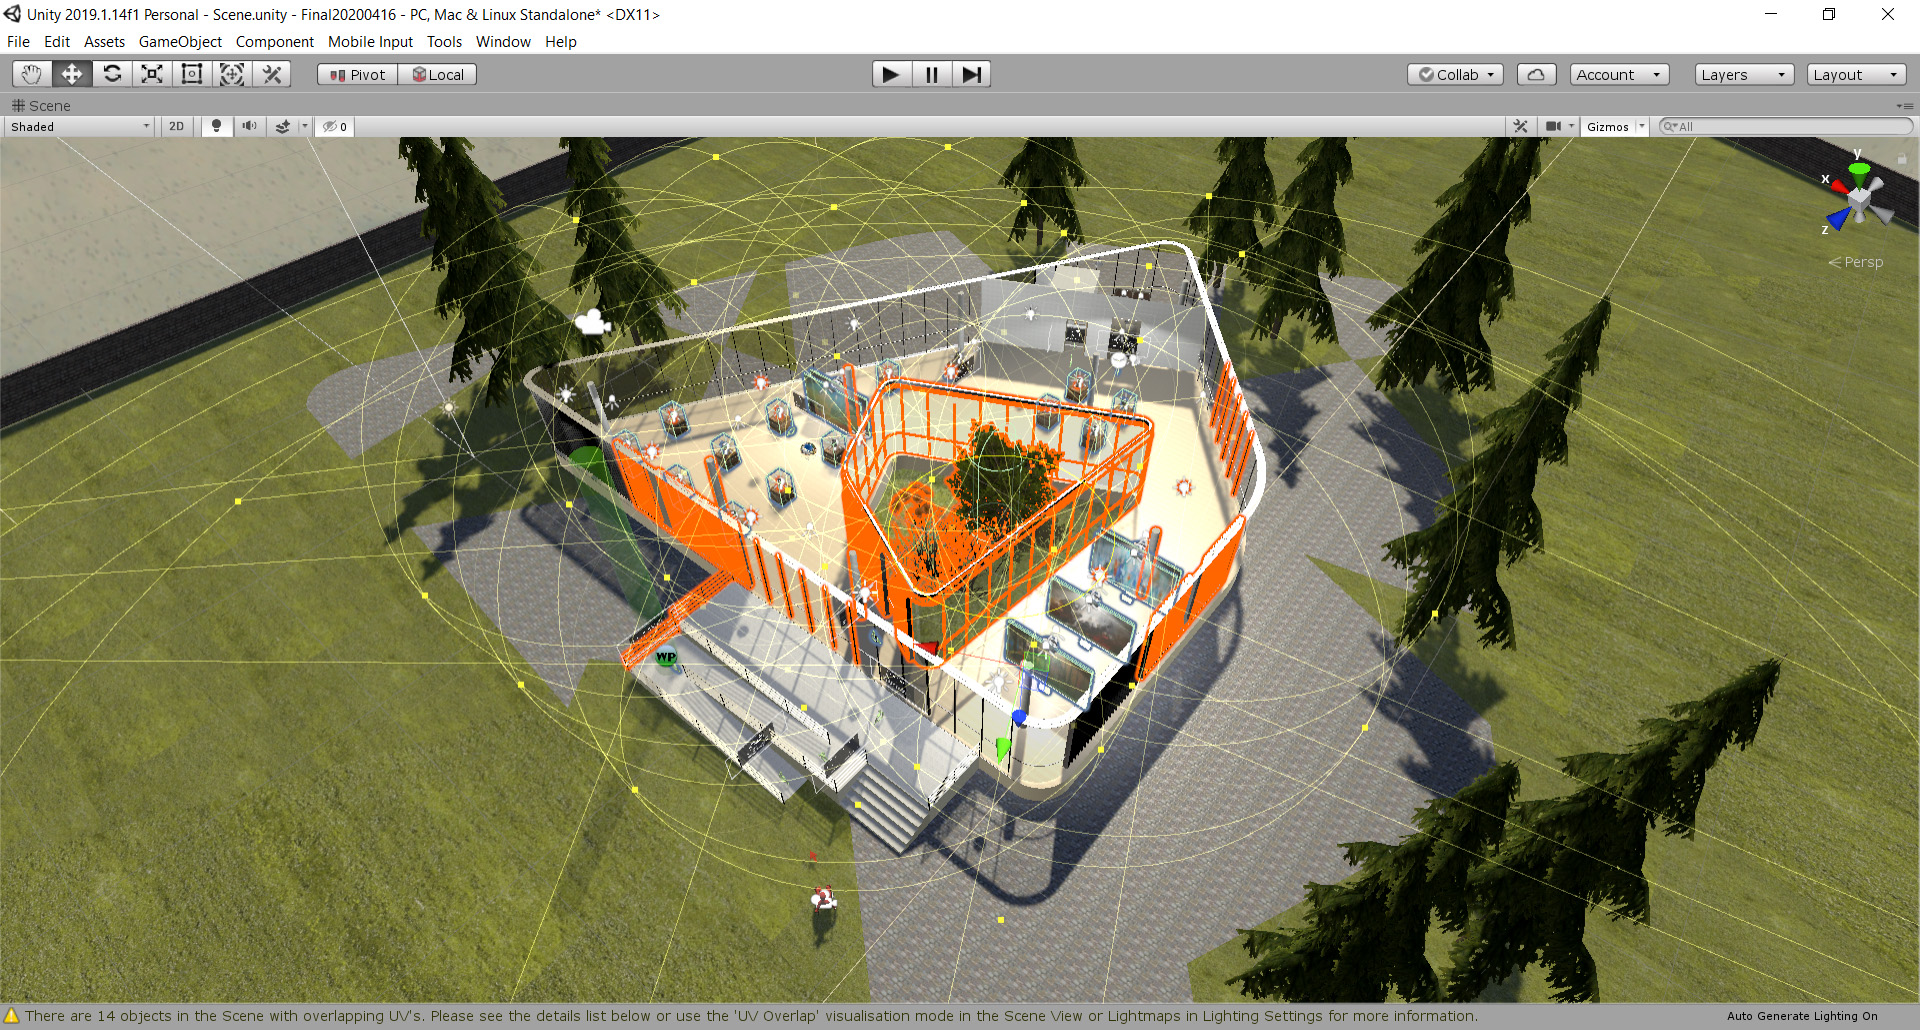 Unity 2019.1.14f1 Personal - Scene.unity - Final20200416 - PC, Mac & Linux Standalone* <DX11>
File Edit Assets GameObject Component Mobile Input Tools Window Help
Pivot Local Collab Account Layers Layout
Scene
Shaded 2D 0 Gizmos All
y
x
z
Persp
WP
There are 14 objects in the Scene with overlapping UV's. Please see the details list below or use the 'UV Overlap' visualisation mode in the Scene View or Lightmaps in Lighting Settings for more information. Auto Generate Lighting On